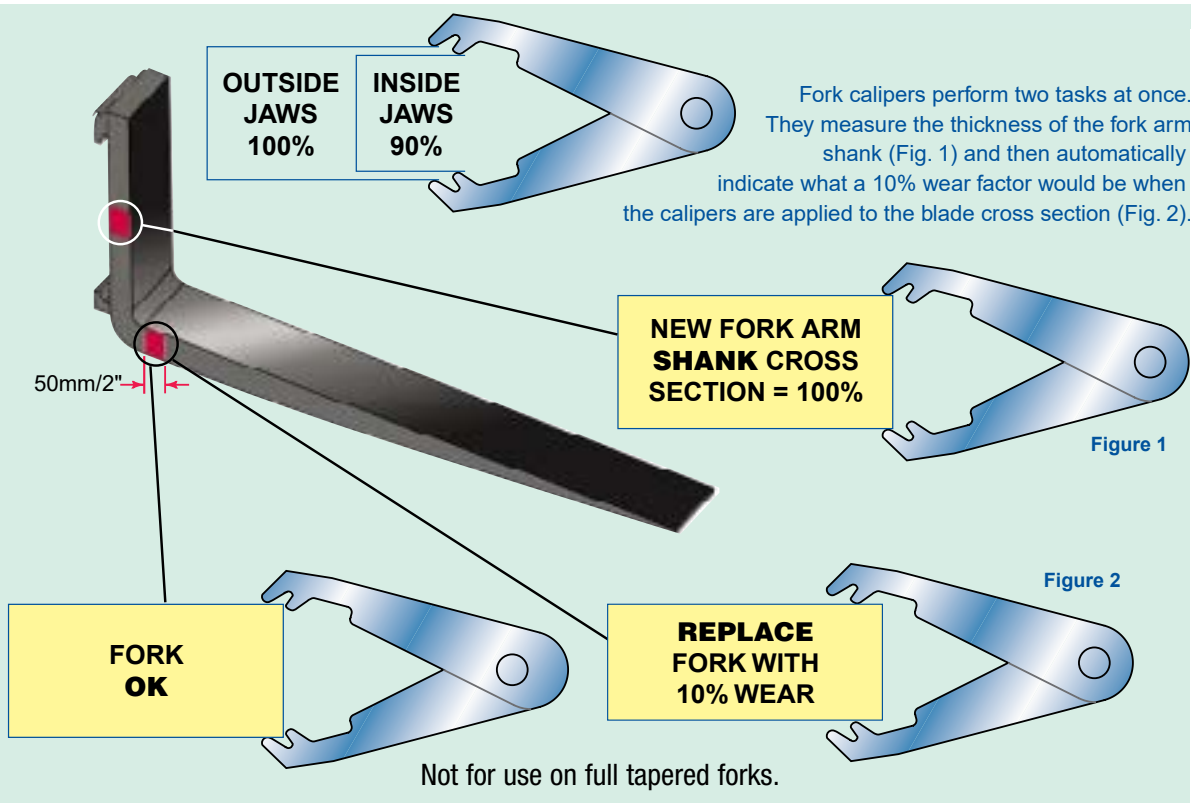 OUTSIDE
JAWS
100%
INSIDE
JAWS
90%
Fork calipers perform two tasks at once.
They measure the thickness of the fork arm
shank (Fig. 1) and then automatically
indicate what a 10% wear factor would be when
the calipers are applied to the blade cross section (Fig. 2).
NEW FORK ARM
SHANK CROSS
SECTION = 100%
Figure 1
50mm/2"
Figure 2
FORK
OK
REPLACE
FORK WITH
10% WEAR
Not for use on full tapered forks.